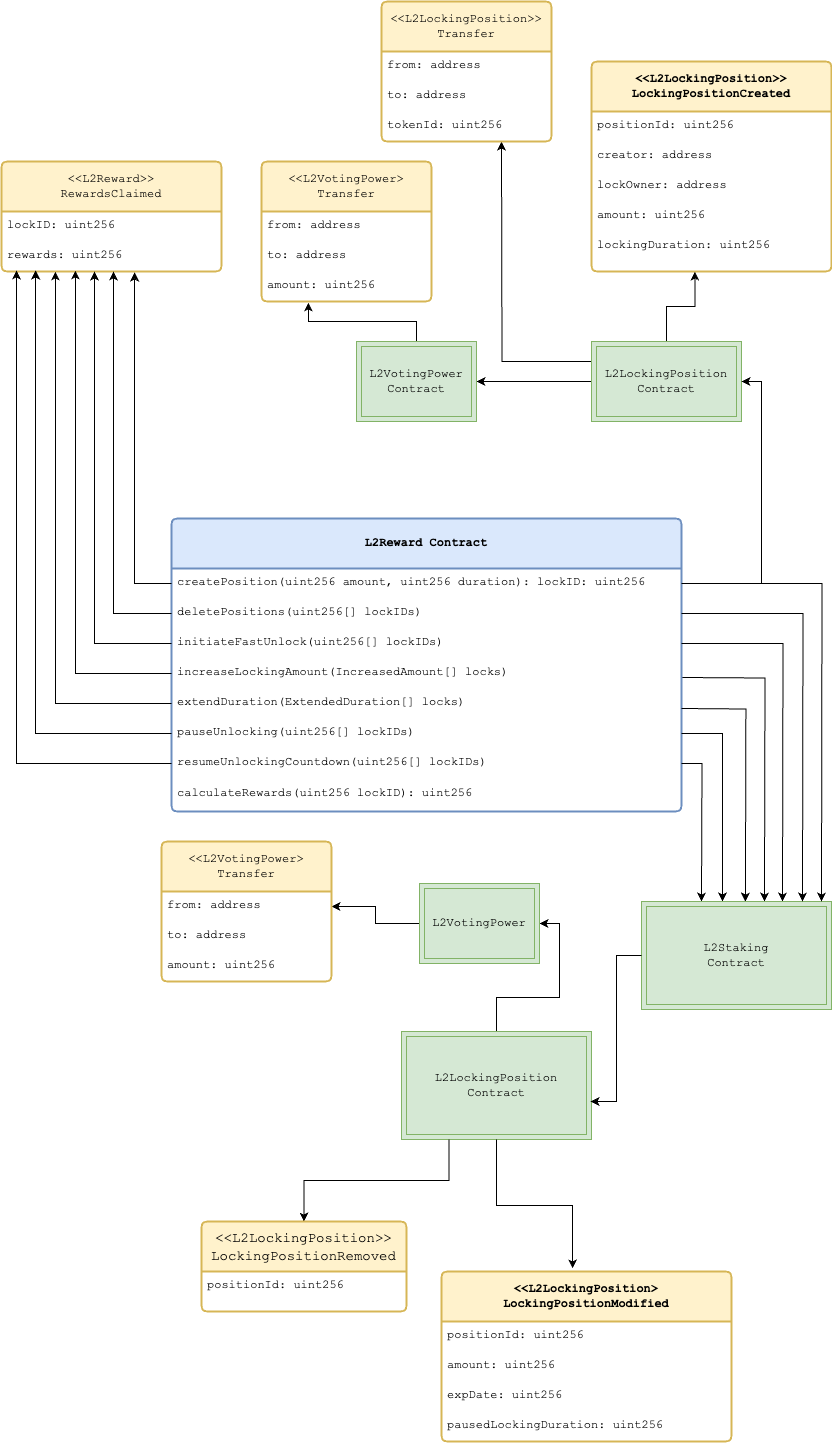 <<L2LockingPosition>>
Transfer
from: address
to: address
tokenId: uint256
<<L2LockingPosition>>
LockingPositionCreated
positionId: uint256
creator: address
lockOwner: address
amount: uint256
lockingDuration: uint256
<<L2Reward>>
RewardsClaimed
lockID: uint256
rewards: uint256
<<L2VotingPower>
Transfer
from: address
to: address
amount: uint256
L2VotingPower
Contract
L2LockingPosition
Contract
L2Reward Contract
createPosition(uint256 amount, uint256 duration): lockID: uint256
deletePositions(uint256[] lockIDs)
initiateFastUnlock(uint256[] lockIDs)
increaseLockingAmount(IncreasedAmount[] locks)
extendDuration(ExtendedDuration[] locks)
pauseUnlocking(uint256[] lockIDs)
resumeUnlockingCountdown(uint256[] lockIDs)
calculateRewards(uint256 lockID): uint256
<<L2VotingPower>
Transfer
from: address
to: address
amount: uint256
L2VotingPower
L2Staking
Contract
L2LockingPosition
Contract
<<L2LockingPosition>>
LockingPositionRemoved
positionId: uint256
<<L2LockingPosition>
LockingPositionModified
positionId: uint256
amount: uint256
expDate: uint256
pausedLockingDuration: uint256